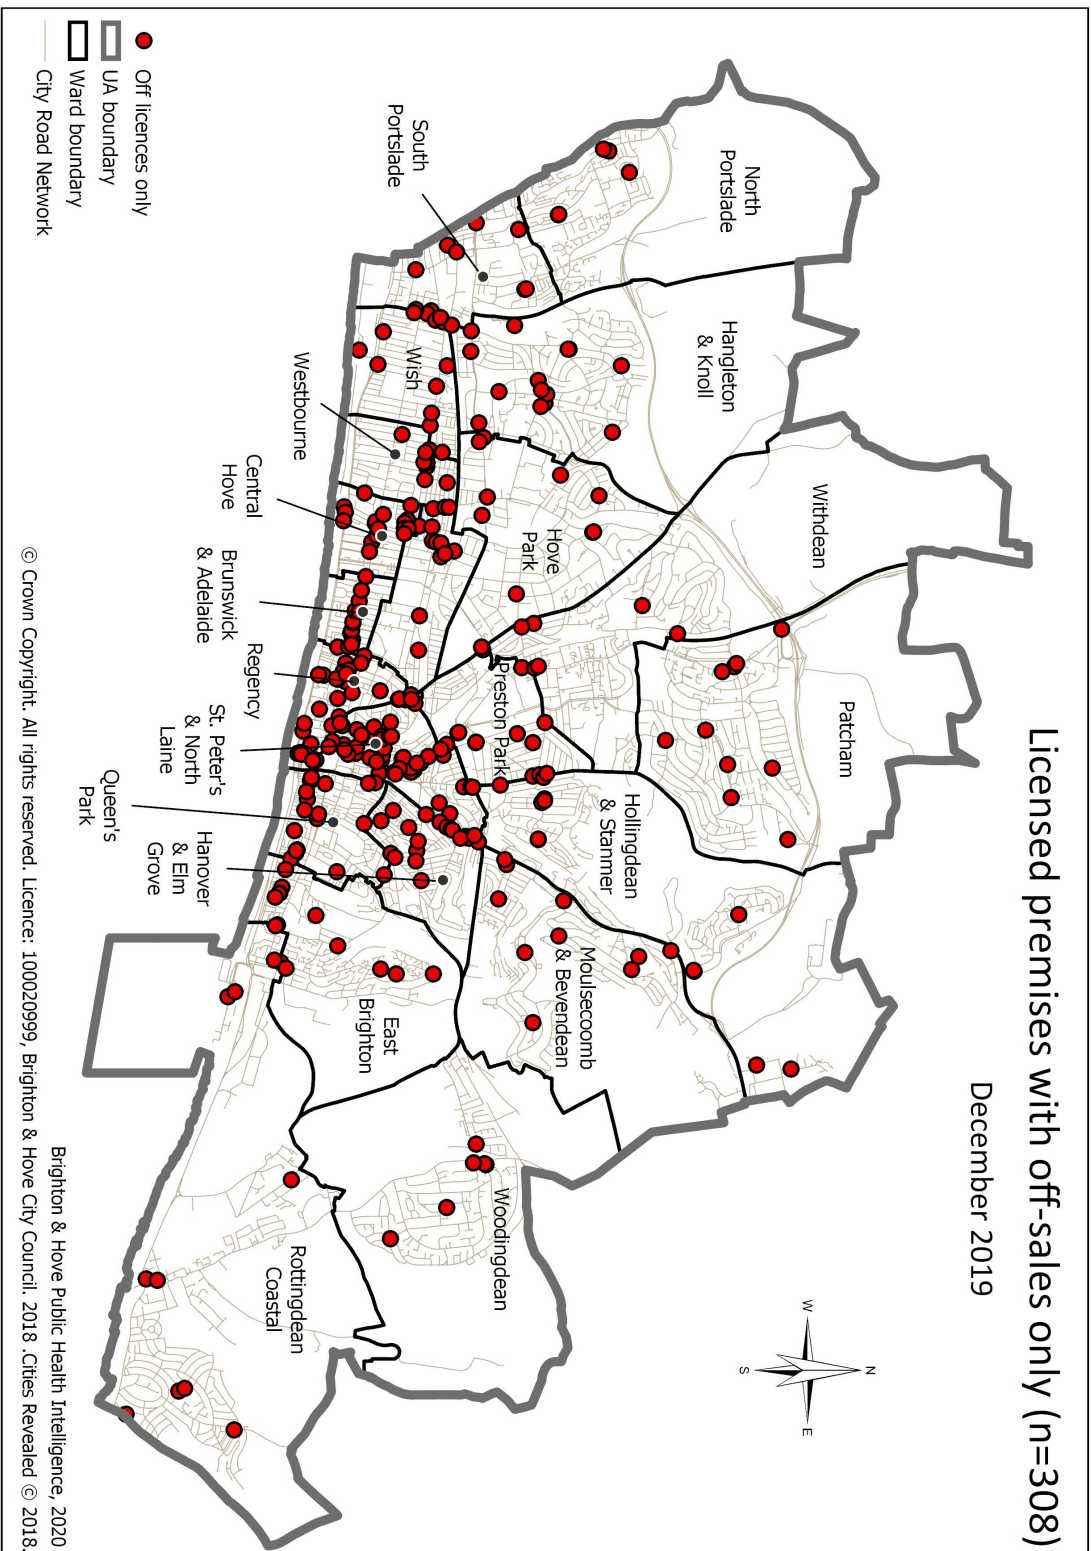 Licensed premises with off-sales only (n=308)
December 2019
N
W
E
S
North
Portslade
Hangleton
& Knoll
Withdean
Patcham
South
Portslade
Hove
Park
Preston Park
Hollingdean
& Stanmer
Moulsecoomb
& Bevendean
Woodingdean
Wish
Westbourne
Central
Hove
Brunswick
& Adelaide
Regency
St. Peter's
& North
Laine
Queen's
Park
Hanover
& Elm
Grove
East
Brighton
Rottingdean
Coastal
Off licences only
UA boundary
Ward boundary
City Road Network
Brighton & Hove Public Health Intelligence, 2020
© Crown Copyright. All rights reserved. Licence: 100020999, Brighton & Hove City Council. 2018 .Cities Revealed © 2018.